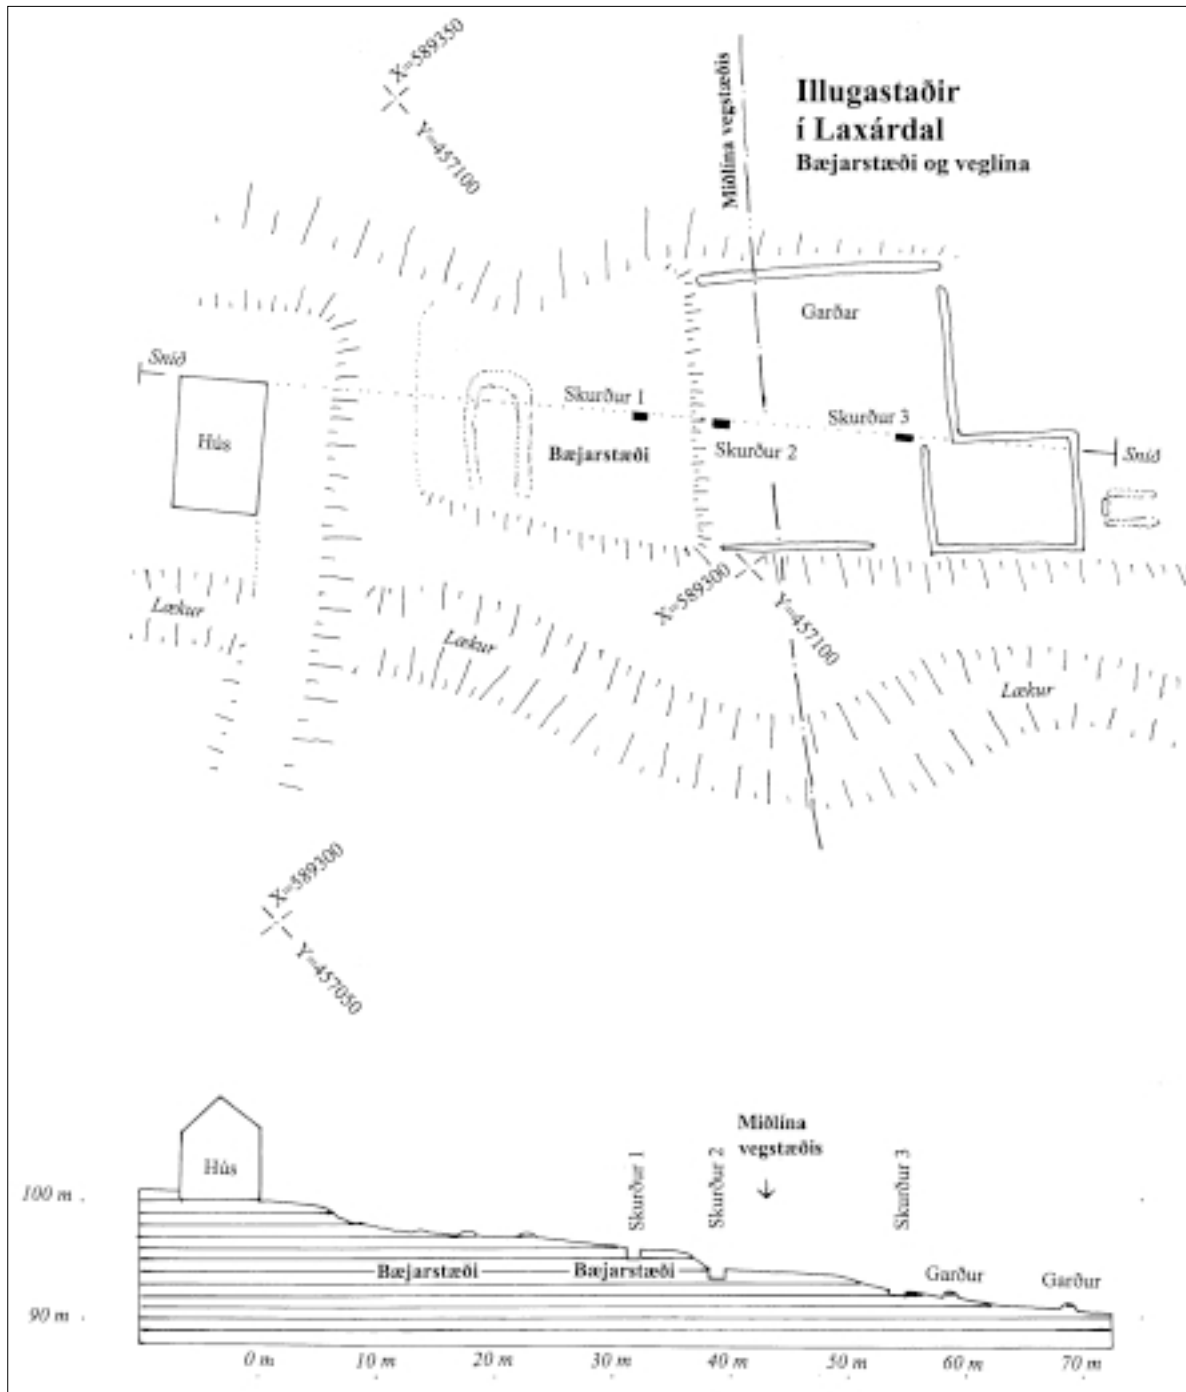 X=589350
Y=457100
Miðlína vegstæðis
Illugastaðir
í Laxárdal
Bæjarstæði og veglína
Garðar
Snið
Skurður 1
Skurður 3
Hús
Bæjarstæði
Skurður 2
Snið
X=589300
Y=457100
Lækur
Lækur
Lækur
X=589300
Y=457050
Miðlína
vegstæðis
Hús
Skurður 1
Skurður 2
Skurður 3
100 m
Bæjarstæði
Bæjarstæði
Garður
Garður
90 m
0 m
10 m
20 m
30 m
40 m
50 m
60 m
70 m